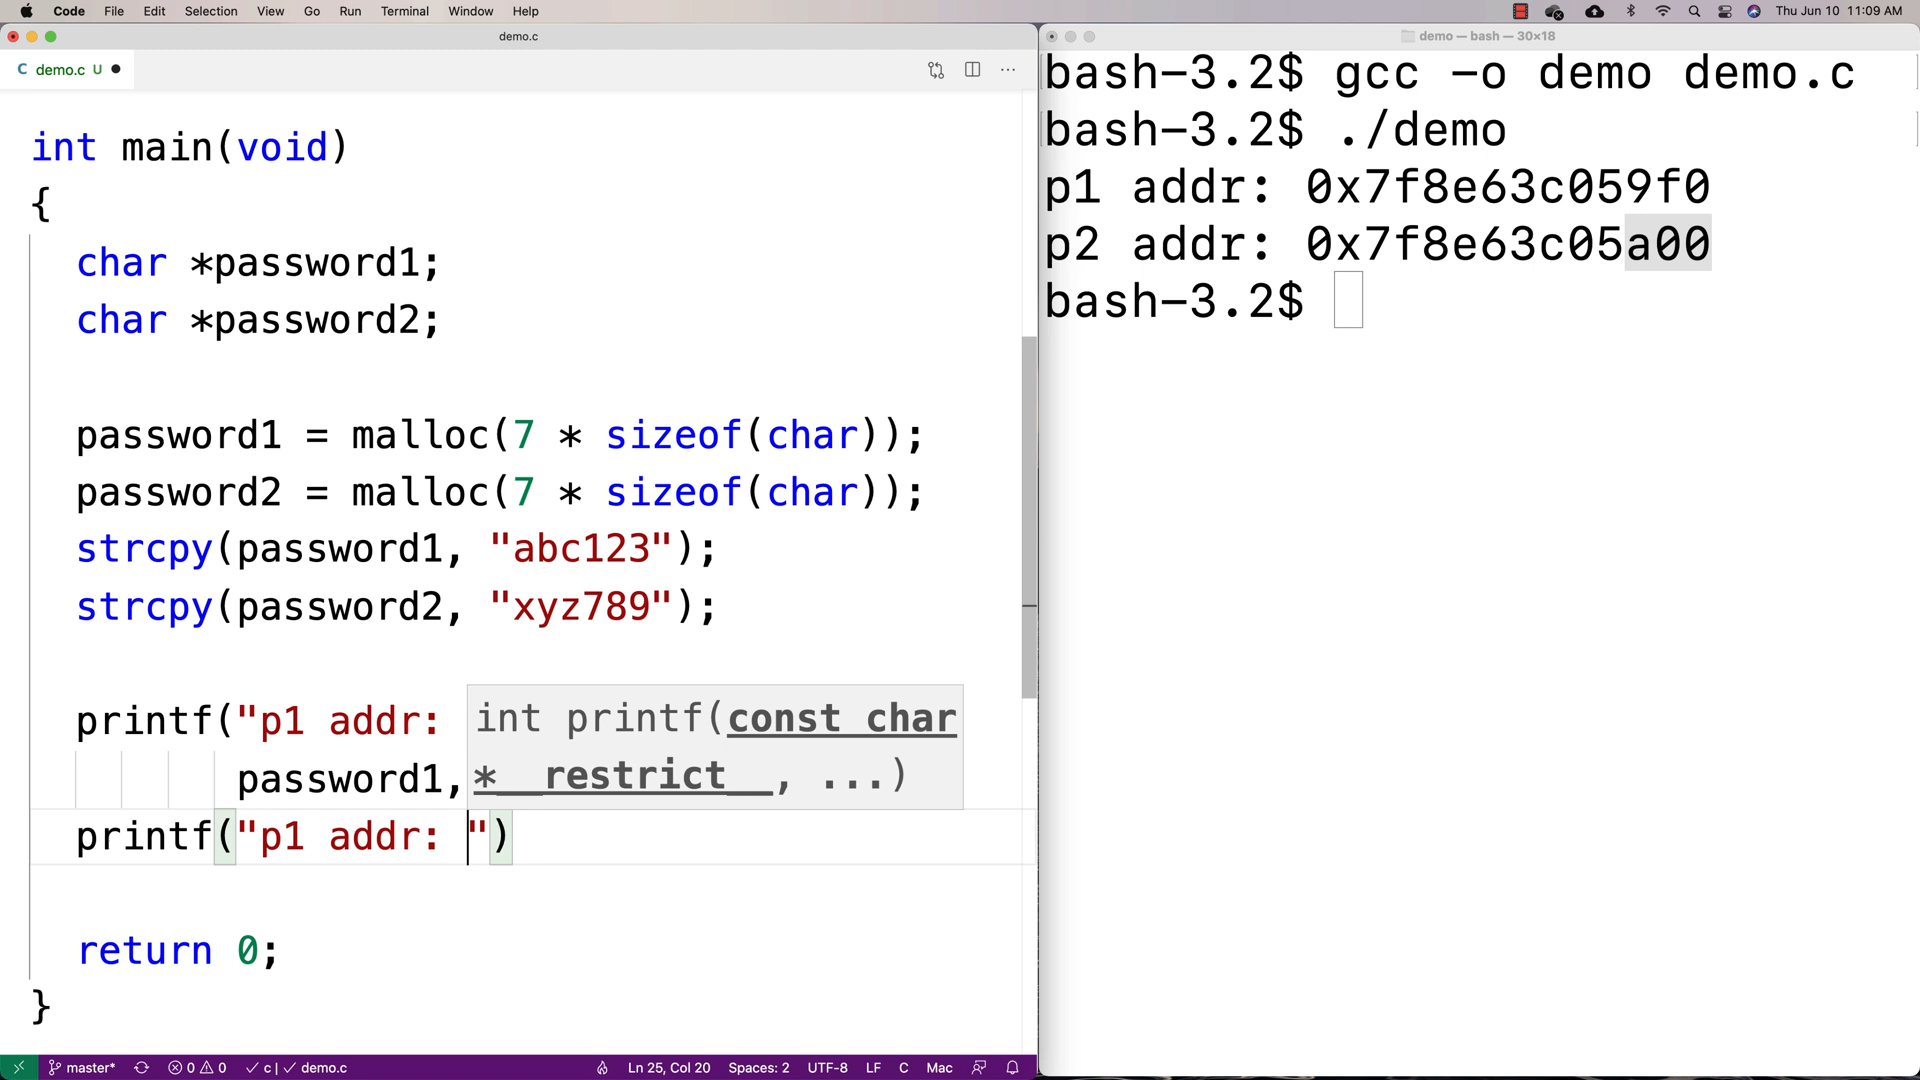 Code File Edit Selection View Go Run Terminal Window Help Thu Jun 10 11:09 AM
demo.c
C demo.c U
int main(void)
{
char *password1;
char *password2;
password1 = malloc(7 * sizeof(char));
password2 = malloc(7 * sizeof(char));
strcpy(password1, "abc123");
strcpy(password2, "xyz789");
printf("p1 addr:
password1,
int printf(const char
*__restrict__, ...)
printf("p1 addr: ")
return 0;
}
master* 0 0 c | demo.c Ln 25, Col 20 Spaces: 2 UTF-8 LF C Mac
demo — bash — 30×18
bash-3.2$ gcc -o demo demo.c
bash-3.2$ ./demo
p1 addr: 0x7f8e63c059f0
p2 addr: 0x7f8e63c05a00
bash-3.2$